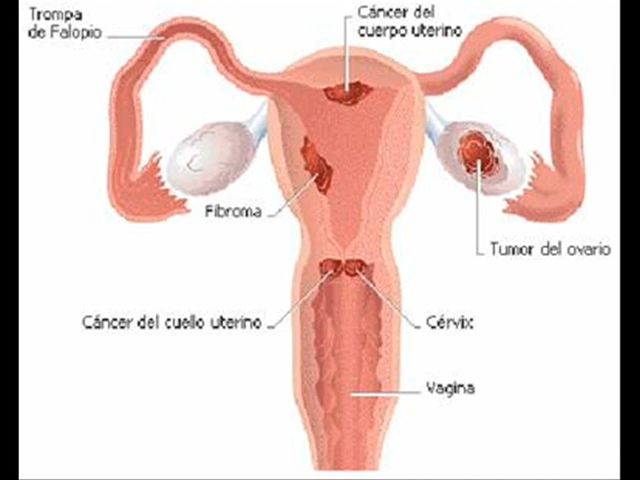 Trompa
de Falopio
Cáncer del
cuerpo uterino
Fibroma
Tumor del ovario
Cáncer del cuello uterino
Cérvix
Vagina